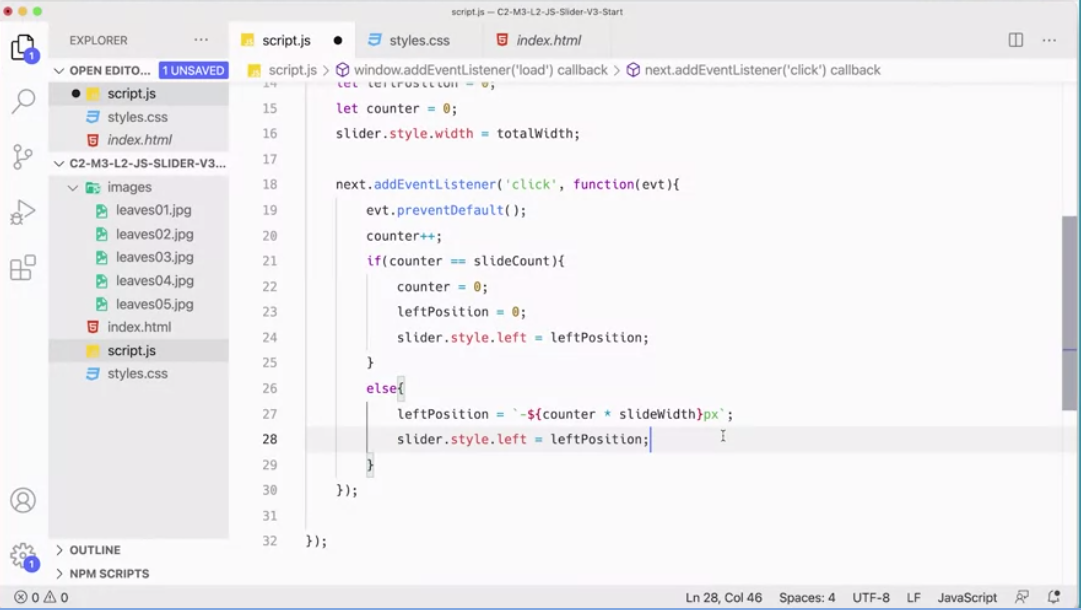 script.js — C2-M3-L2-JS-Slider-V3-Start
EXPLORER ···
script.js ● styles.css index.html ···
OPEN EDITO... 1 UNSAVED
script.js > window.addEventListener('load') callback > next.addEventListener('click') callback
1
script.js
styles.css
index.html
C2-M3-L2-JS-SLIDER-V3...
images
leaves01.jpg
leaves02.jpg
leaves03.jpg
leaves04.jpg
leaves05.jpg
index.html
script.js
styles.css
14 let leftPosition = 0;
15 let counter = 0;
16 slider.style.width = totalWidth;
17
18 next.addEventListener('click', function(evt){
19 evt.preventDefault();
20 counter++;
21 if(counter == slideCount){
22 counter = 0;
23 leftPosition = 0;
24 slider.style.left = leftPosition;
25 }
26 else{
27 leftPosition = `-${counter * slideWidth}px`;
28 slider.style.left = leftPosition;
29 }
30 });
31
32 });
OUTLINE
1
NPM SCRIPTS
0 0 Ln 28, Col 46 Spaces: 4 UTF-8 LF JavaScript